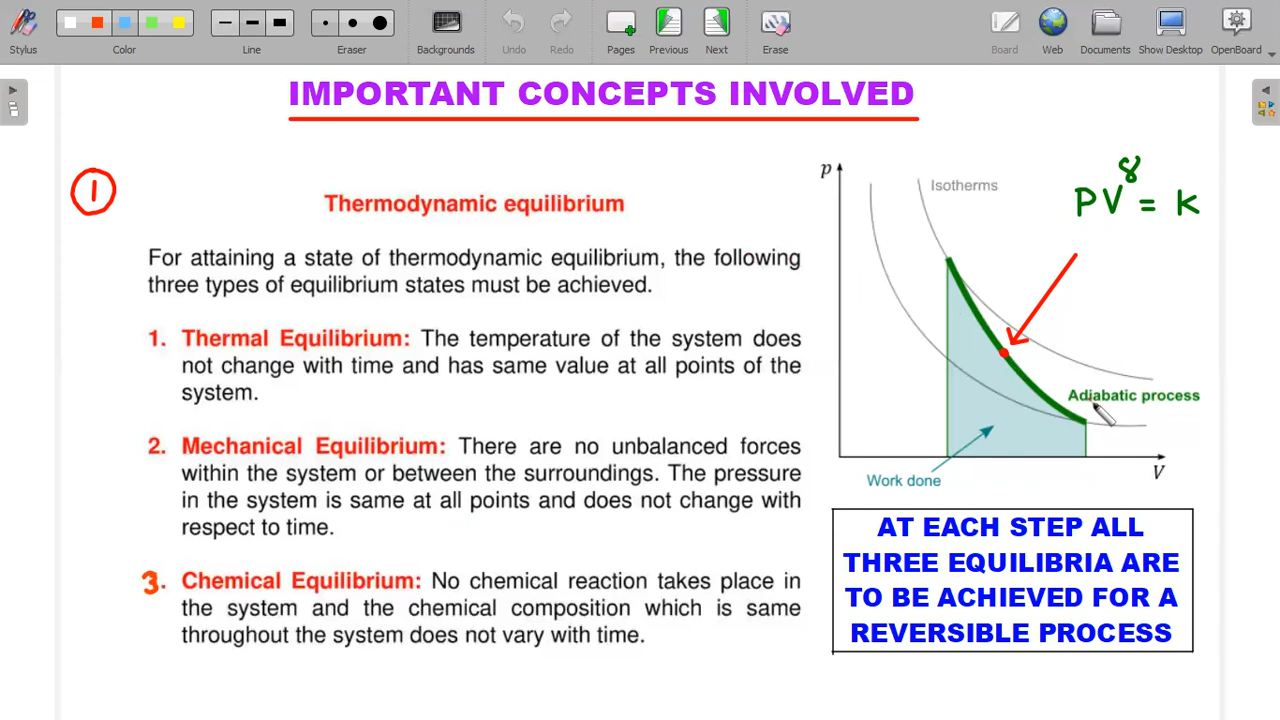 Stylus
Color
Line
Eraser
Backgrounds
Undo
Redo
Pages
Previous
Next
Erase
Board
Web
Documents
Show Desktop
OpenBoard
IMPORTANT CONCEPTS INVOLVED
1
Thermodynamic equilibrium
For attaining a state of thermodynamic equilibrium, the following
three types of equilibrium states must be achieved.
1. Thermal Equilibrium: The temperature of the system does
not change with time and has same value at all points of the
system.
2. Mechanical Equilibrium: There are no unbalanced forces
within the system or between the surroundings. The pressure
in the system is same at all points and does not change with
respect to time.
3. Chemical Equilibrium: No chemical reaction takes place in
the system and the chemical composition which is same
throughout the system does not vary with time.
p
Isotherms
PV^γ = K
Adiabatic process
Work done
V
AT EACH STEP ALL
THREE EQUILIBRIA ARE
TO BE ACHIEVED FOR A
REVERSIBLE PROCESS